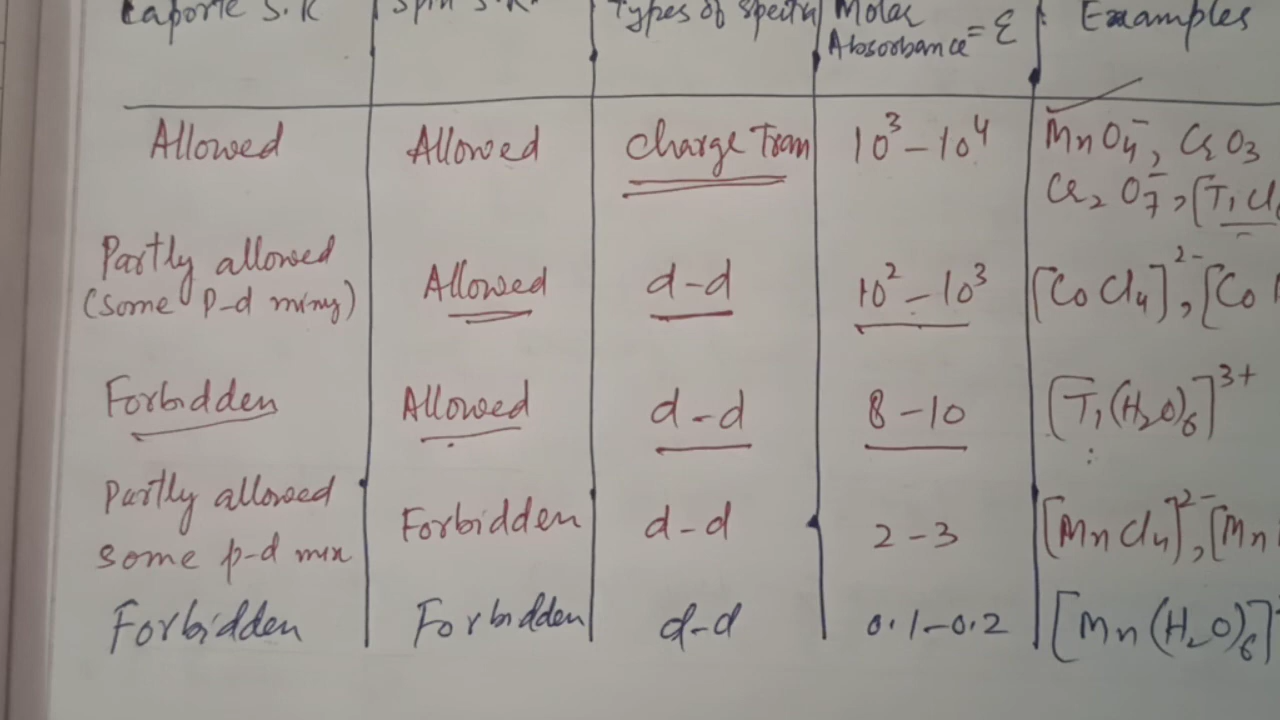 Laporte S.R Spin S.R. Types of Spectra Molar Absorbance = ε Examples
Allowed Allowed Charge Tran 10³ – 10⁴ MnO₄⁻, CrO₃
Cr₂O₇⁻, [TiCl
Partly allowed (some p-d ming) Allowed d-d 10² – 10³ [CoCl₄]²⁻, [Co
Forbidden Allowed d-d 8 – 10 [Ti(H₂O)₆]³⁺
Partly allowed some p-d mix Forbidden d-d 2 – 3 [MnCl₄]²⁻, [Mn
Forbidden Forbidden d-d 0.1–0.2 [Mn(H₂O)₆]